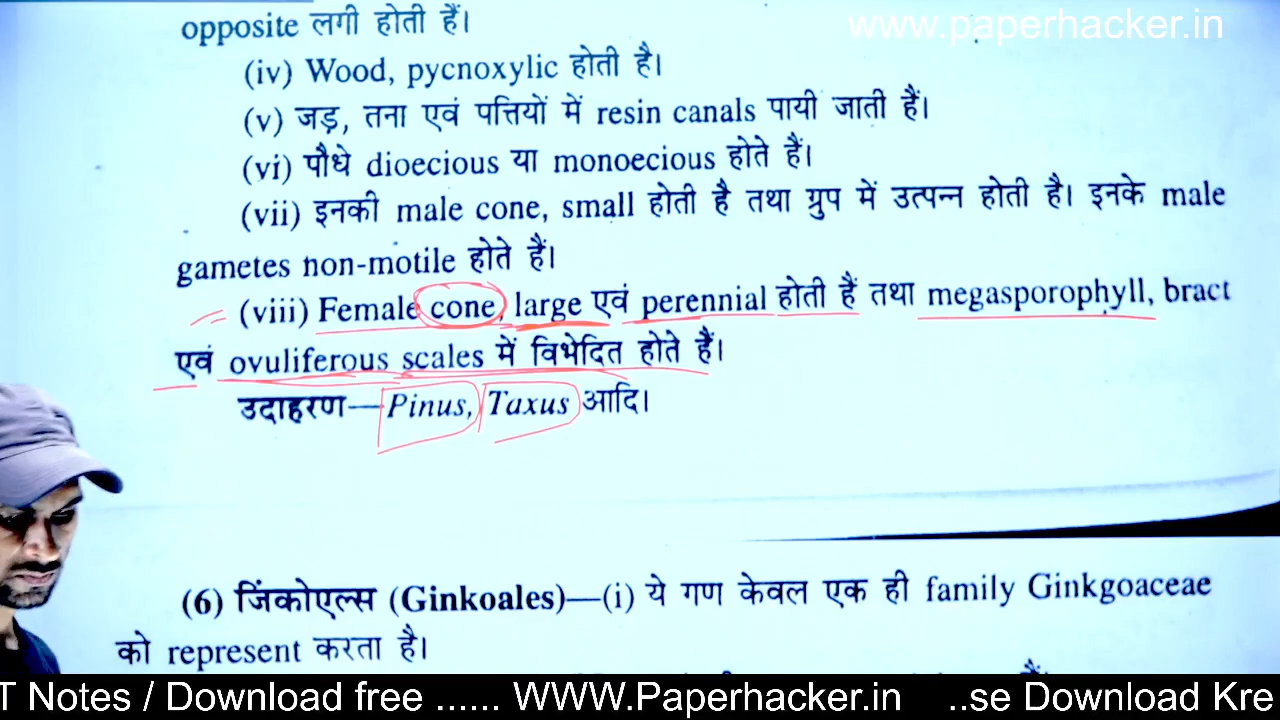 opposite लगी होती हैं।
www.paperhacker.in
(iv) Wood, pycnoxylic होती है।
(v) जड़, तना एवं पत्तियों में resin canals पायी जाती हैं।
(vi) पौधे dioecious या monoecious होते हैं।
(vii) इनकी male cone, small होती है तथा ग्रुप में उत्पन्न होती है। इनके male
gametes non-motile होते हैं।
(viii) Female cone, large एवं perennial होती हैं तथा megasporophyll, bract
एवं ovuliferous scales में विभेदित होते हैं।
उदाहरण—Pinus, Taxus आदि।
(6) जिंकोएल्स (Ginkoales)—(i) ये गण केवल एक ही family Ginkgoaceae
को represent करता है।
T Notes / Download free ...... WWW.Paperhacker.in ..se Download Kre